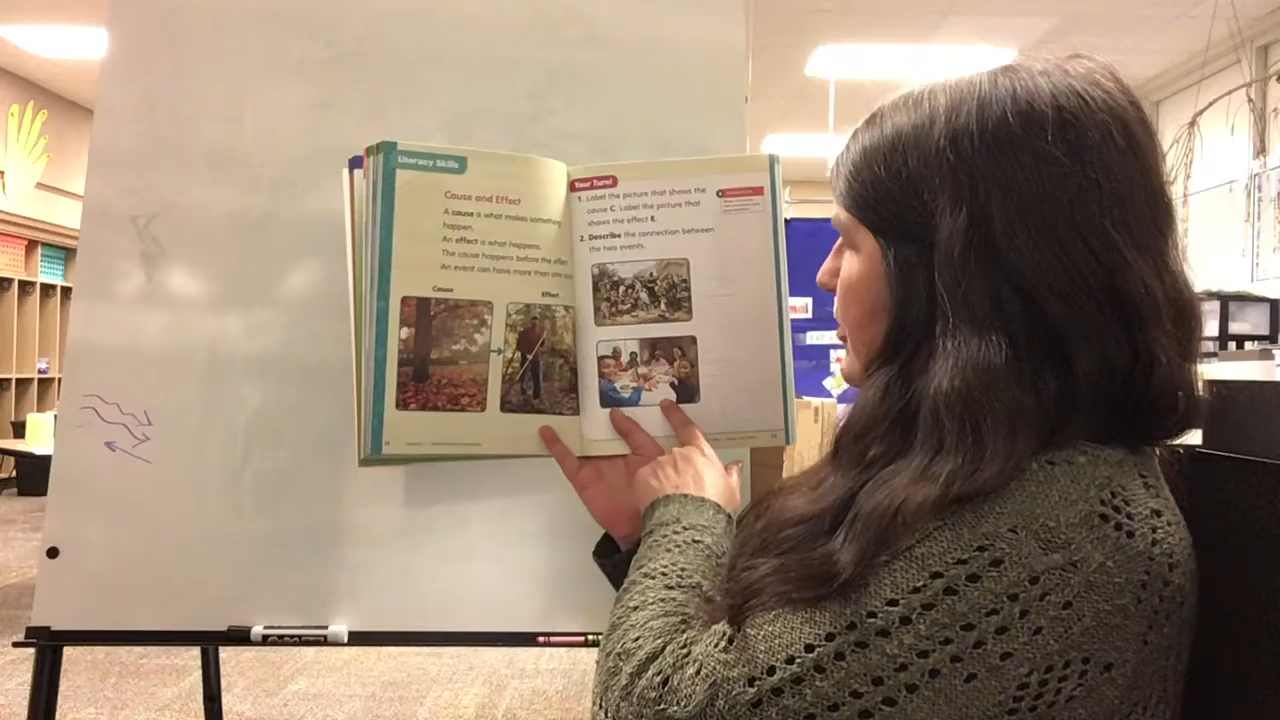 Literacy Skills
Cause and Effect
A cause is what makes something
happen.
An effect is what happens.
The cause happens before the effect
An event can have more than one
Cause
Effect
Your Turn!
1. Label the picture that shows the
cause C. Label the picture that
shows the effect E.
2. Describe the connection between
the two events.